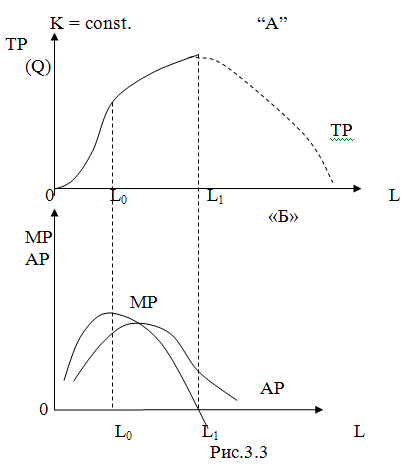 K = const. “А”
TP
(Q)
TP
0 L₀ L₁ L
«Б»
MP
AP
MP
AP
0
L₀ L₁ L
Рис.3.3